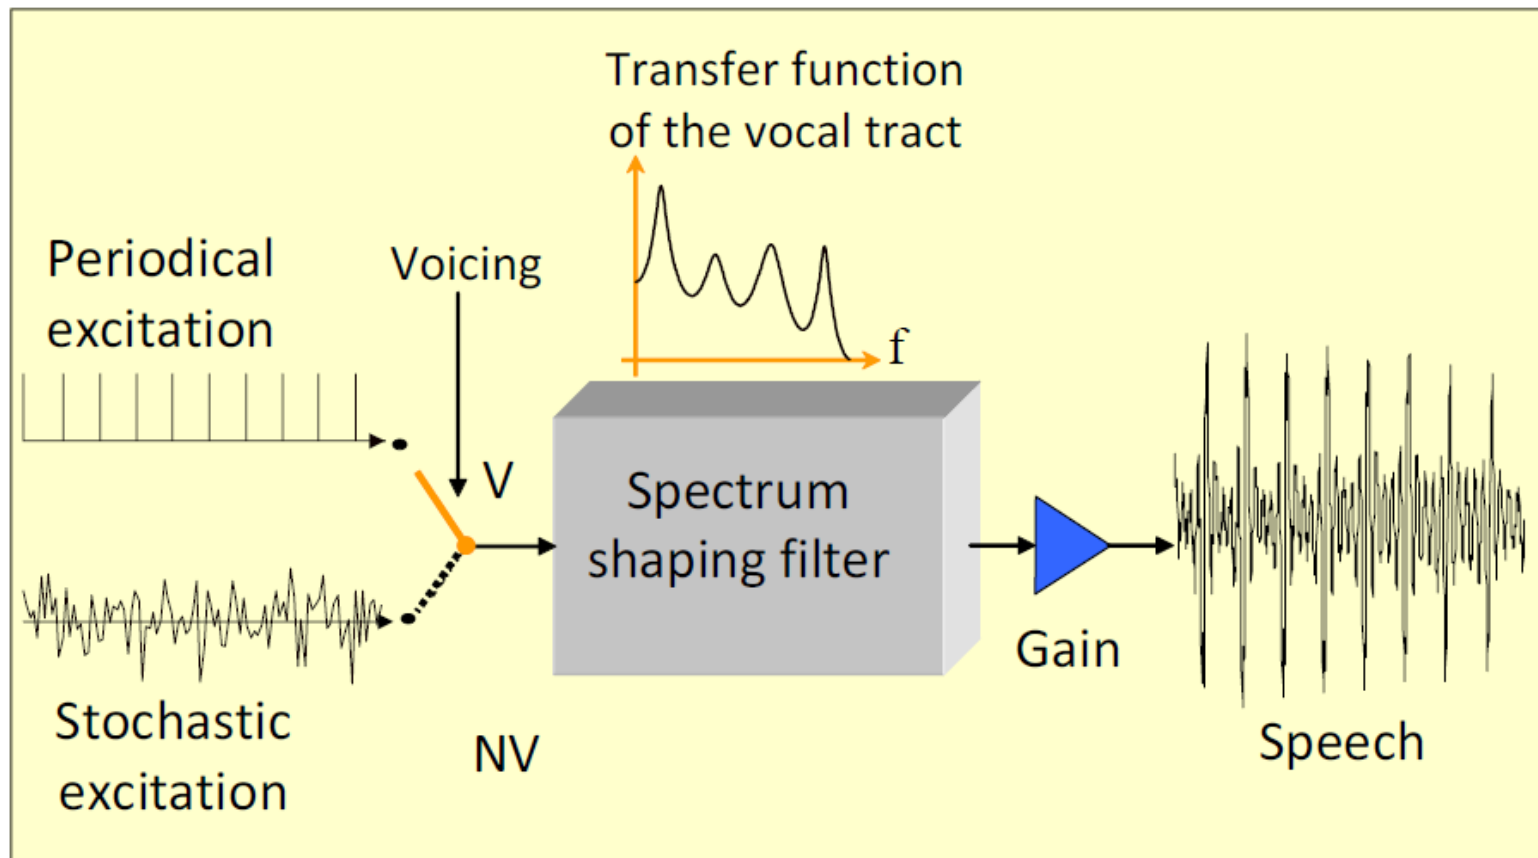 Transfer function
of the vocal tract
Periodical
excitation
Voicing
f
V
Spectrum
shaping filter
Gain
Stochastic
excitation
NV
Speech